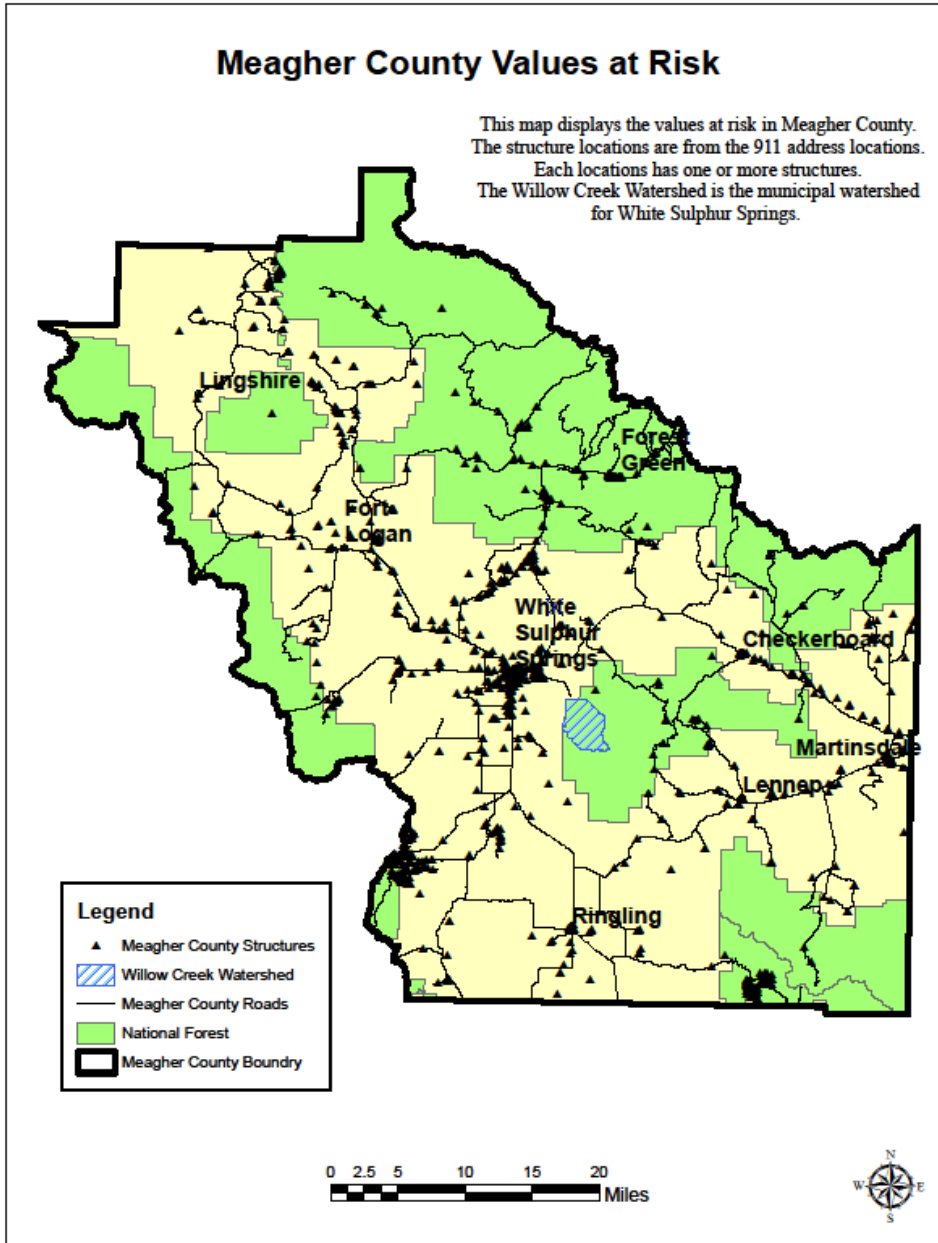 Meagher County Values at Risk
This map displays the values at risk in Meagher County.
The structure locations are from the 911 address locations.
Each locations has one or more structures.
The Willow Creek Watershed is the municipal watershed
for White Sulphur Springs.
Lingshire
Forest
Green
Fort
Logan
White
Sulphur
Springs
Checkerboard
Martinsdale
Lennep
Ringling
Legend
Meagher County Structures
Willow Creek Watershed
Meagher County Roads
National Forest
Meagher County Boundry
0 2.5 5 10 15 20
Miles
N
W E
S